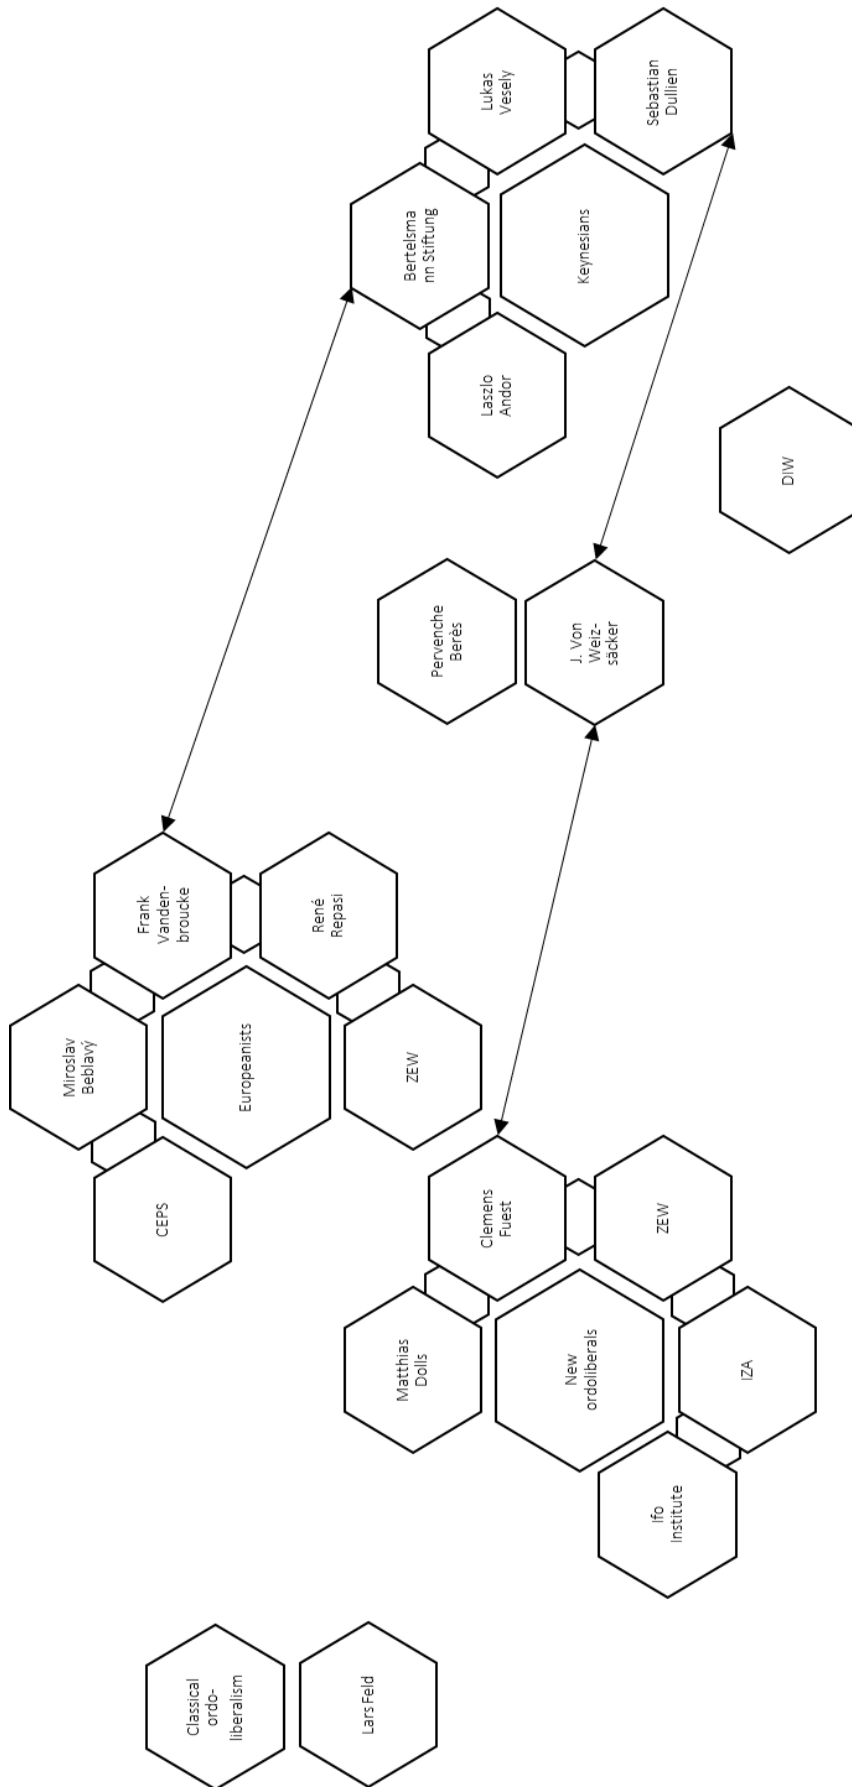 Classical
ordo-
liberalism
Lars Feld
CEPS
Miroslav
Beblavý
Frank
Vanden-
broucke
Europeanists
René
Repasi
ZEW
Matthias
Dolls
Clemens
Fuest
New
ordoliberals
ZEW
IZA
Ifo
Institute
Pervenche
Berès
J. Von
Weiz-
säcker
Laszlo
Andor
Bertelsma
nn Stiftung
Lukas
Vesely
Keynesians
Sebastian
Dullien
DIW